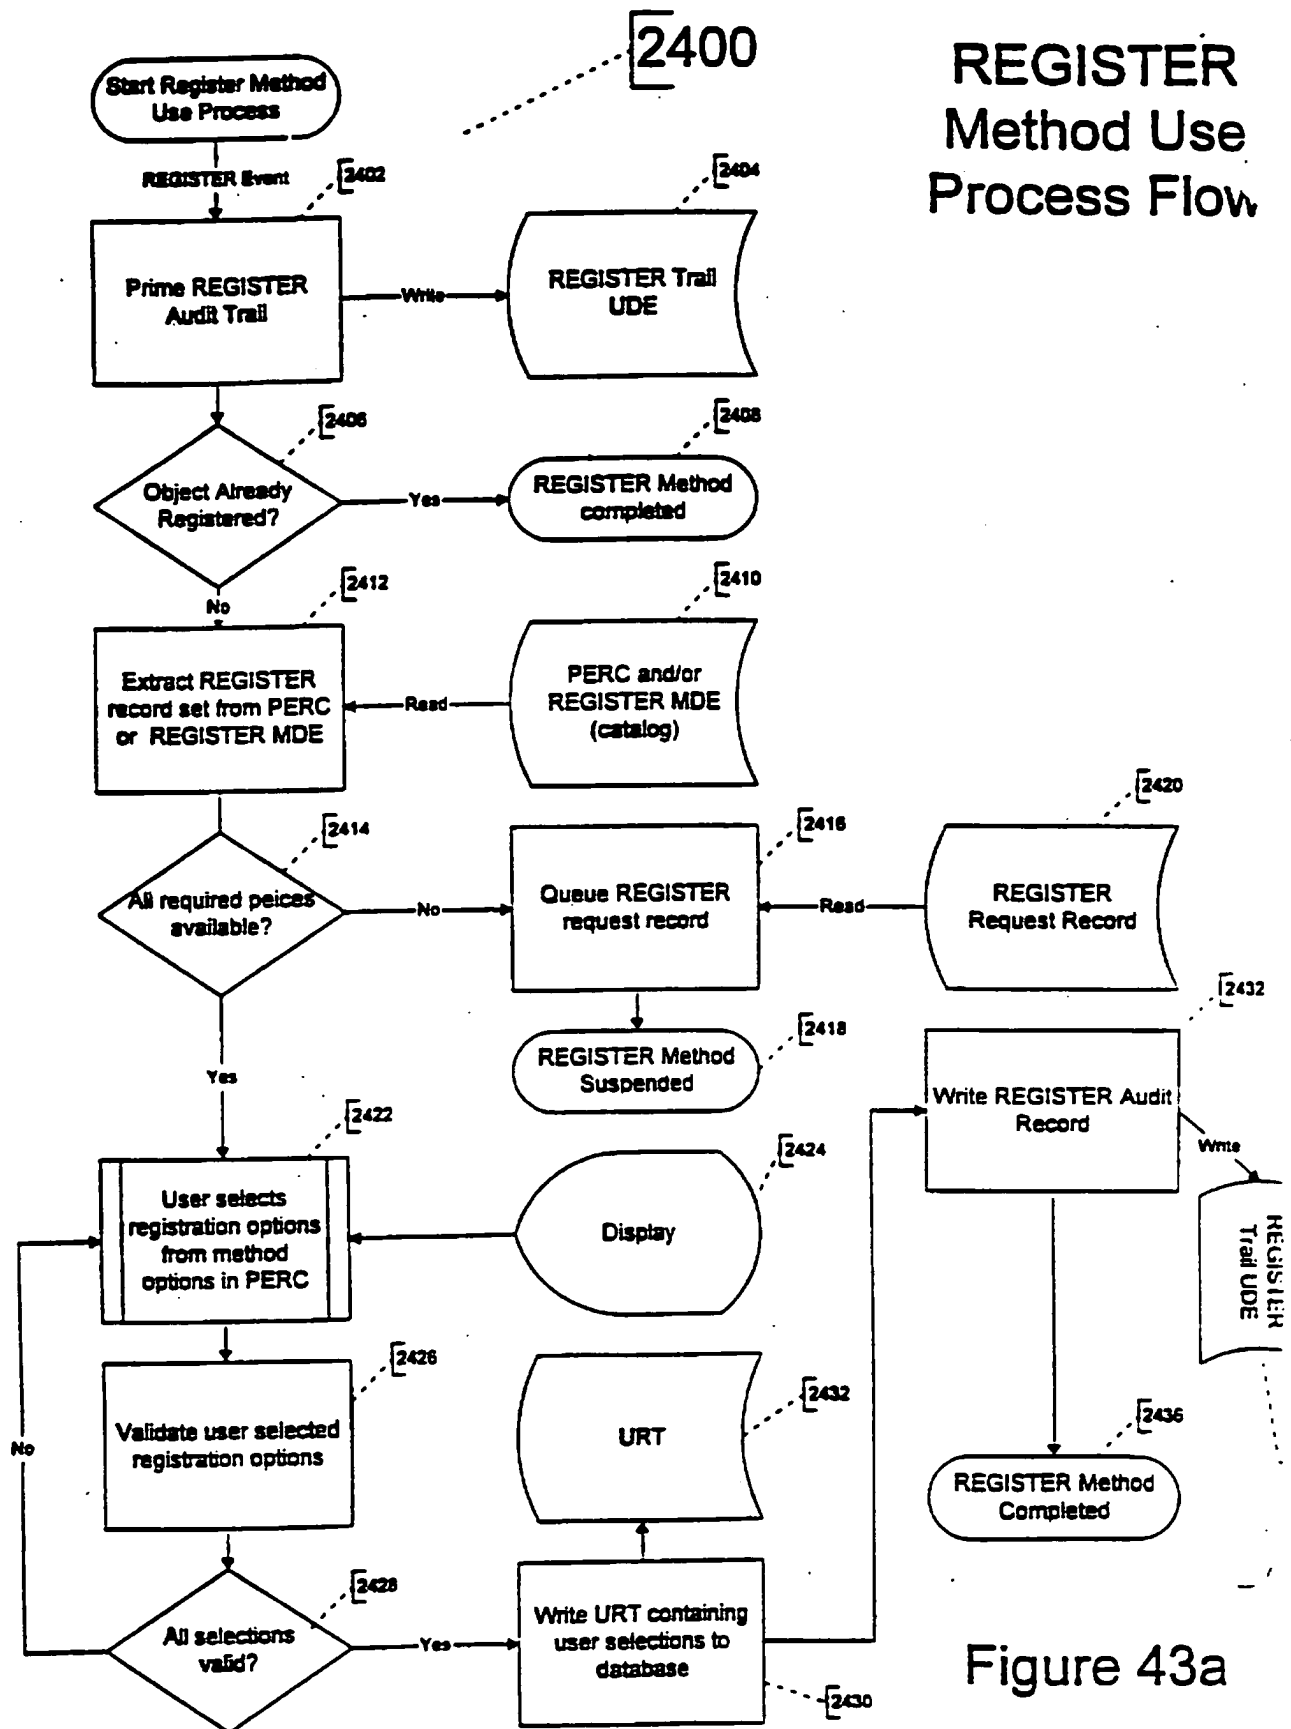 2400
REGISTER
Method Use
Process Flow
Start Register Method
Use Process
REGISTER Event
2402
2404
Prime REGISTER
Audit Trail
Write
REGISTER Trail
UDE
2406
2408
Object Already
Registered?
Yes
REGISTER Method
completed
No
2412
2410
Extract REGISTER
record set from PERC
or REGISTER MDE
Read
PERC and/or
REGISTER MDE
(catalog)
2414
2416
2420
All required peices
available?
No
Queue REGISTER
request record
Read
REGISTER
Request Record
Yes
2418
REGISTER Method
Suspended
2432
Write REGISTER Audit
Record
Write
REGISTER
Trail UDE
2422
2424
User selects
registration options
from method
options in PERC
Display
2426
2432
Validate user selected
registration options
URT
No
2436
REGISTER Method
Completed
2428
All selections
valid?
Yes
Write URT containing
user selections to
database
2430
Figure 43a